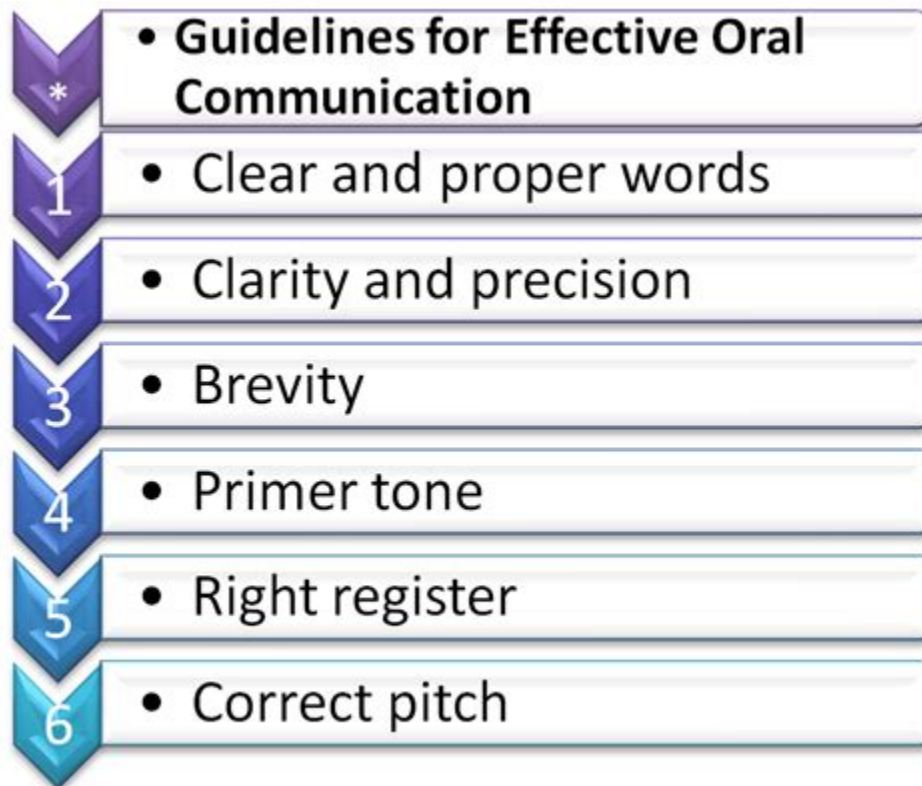 * • Guidelines for Effective Oral
Communication
1 • Clear and proper words
2 • Clarity and precision
3 • Brevity
4 • Primer tone
5 • Right register
6 • Correct pitch